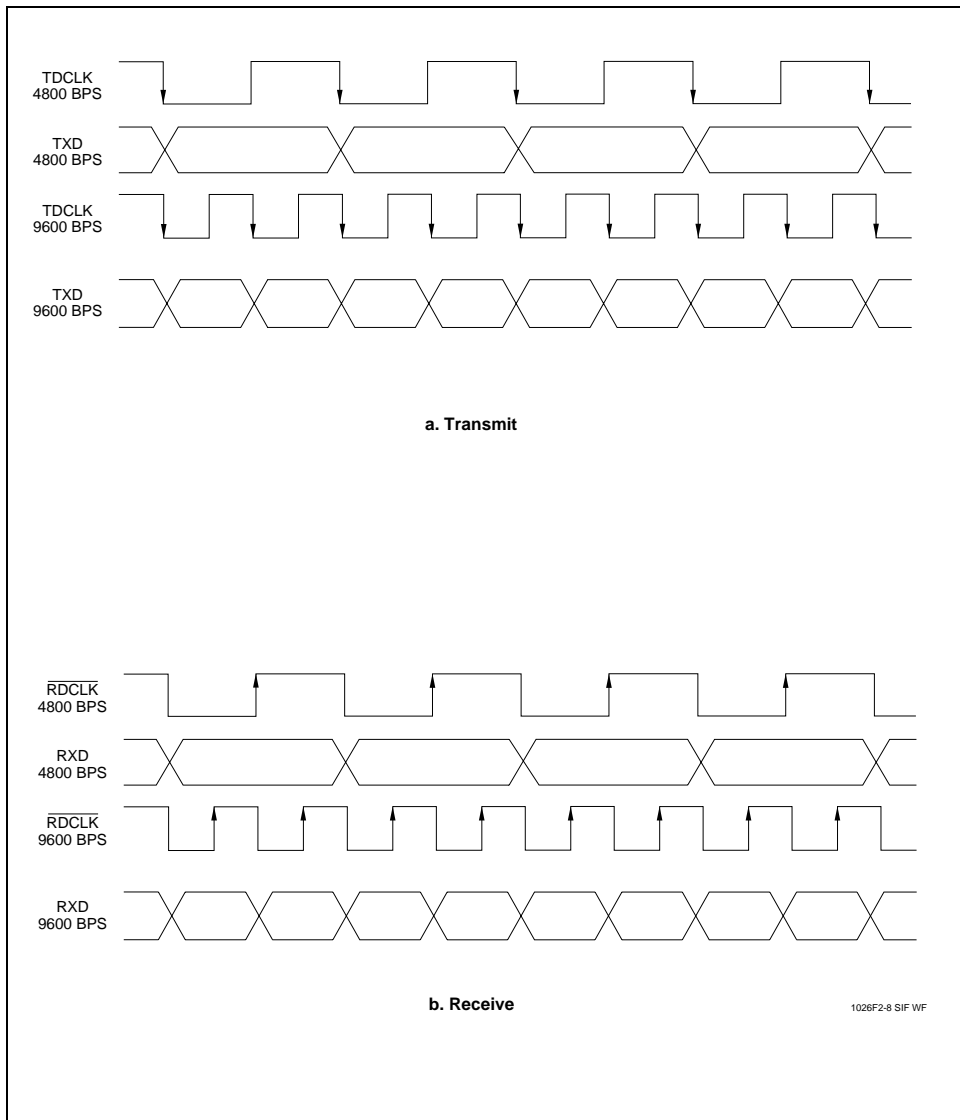 TDCLK
4800 BPS
TXD
4800 BPS
TDCLK
9600 BPS
TXD
9600 BPS
a. Transmit
RDCLK
4800 BPS
RXD
4800 BPS
RDCLK
9600 BPS
RXD
9600 BPS
b. Receive
1026F2-8 SIF WF